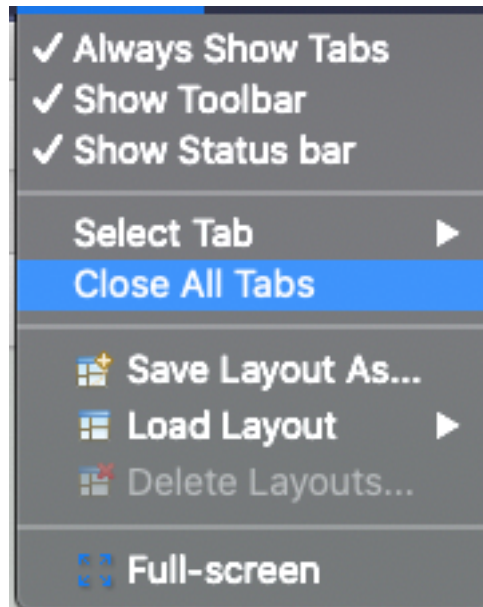 ✓ Always Show Tabs
✓ Show Toolbar
✓ Show Status bar
Select Tab ▶
Close All Tabs
Save Layout As...
Load Layout ▶
Delete Layouts...
Full-screen